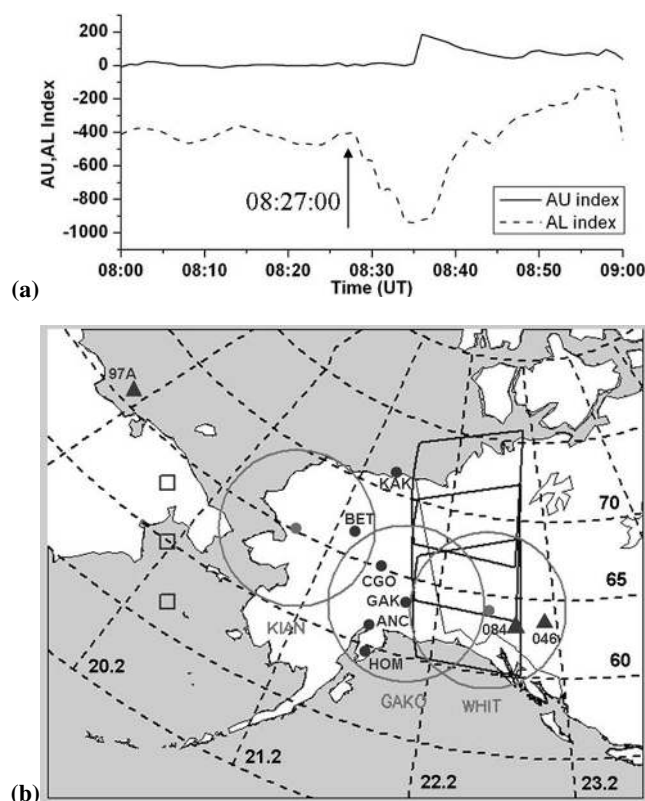 200
0
-200
-400
-600
-800
-1000
AU,AL Index
08:27:00
AU index
AL index
08:00 08:10 08:20 08:30 08:40 08:50 09:00
Time (UT)
(a)
97A
KAK
70
BET
CGO
65
GAK
KIAN
ANC
084
046
HOM
60
20.2
GAKO
WHIT
21.2
22.2
23.2
(b)